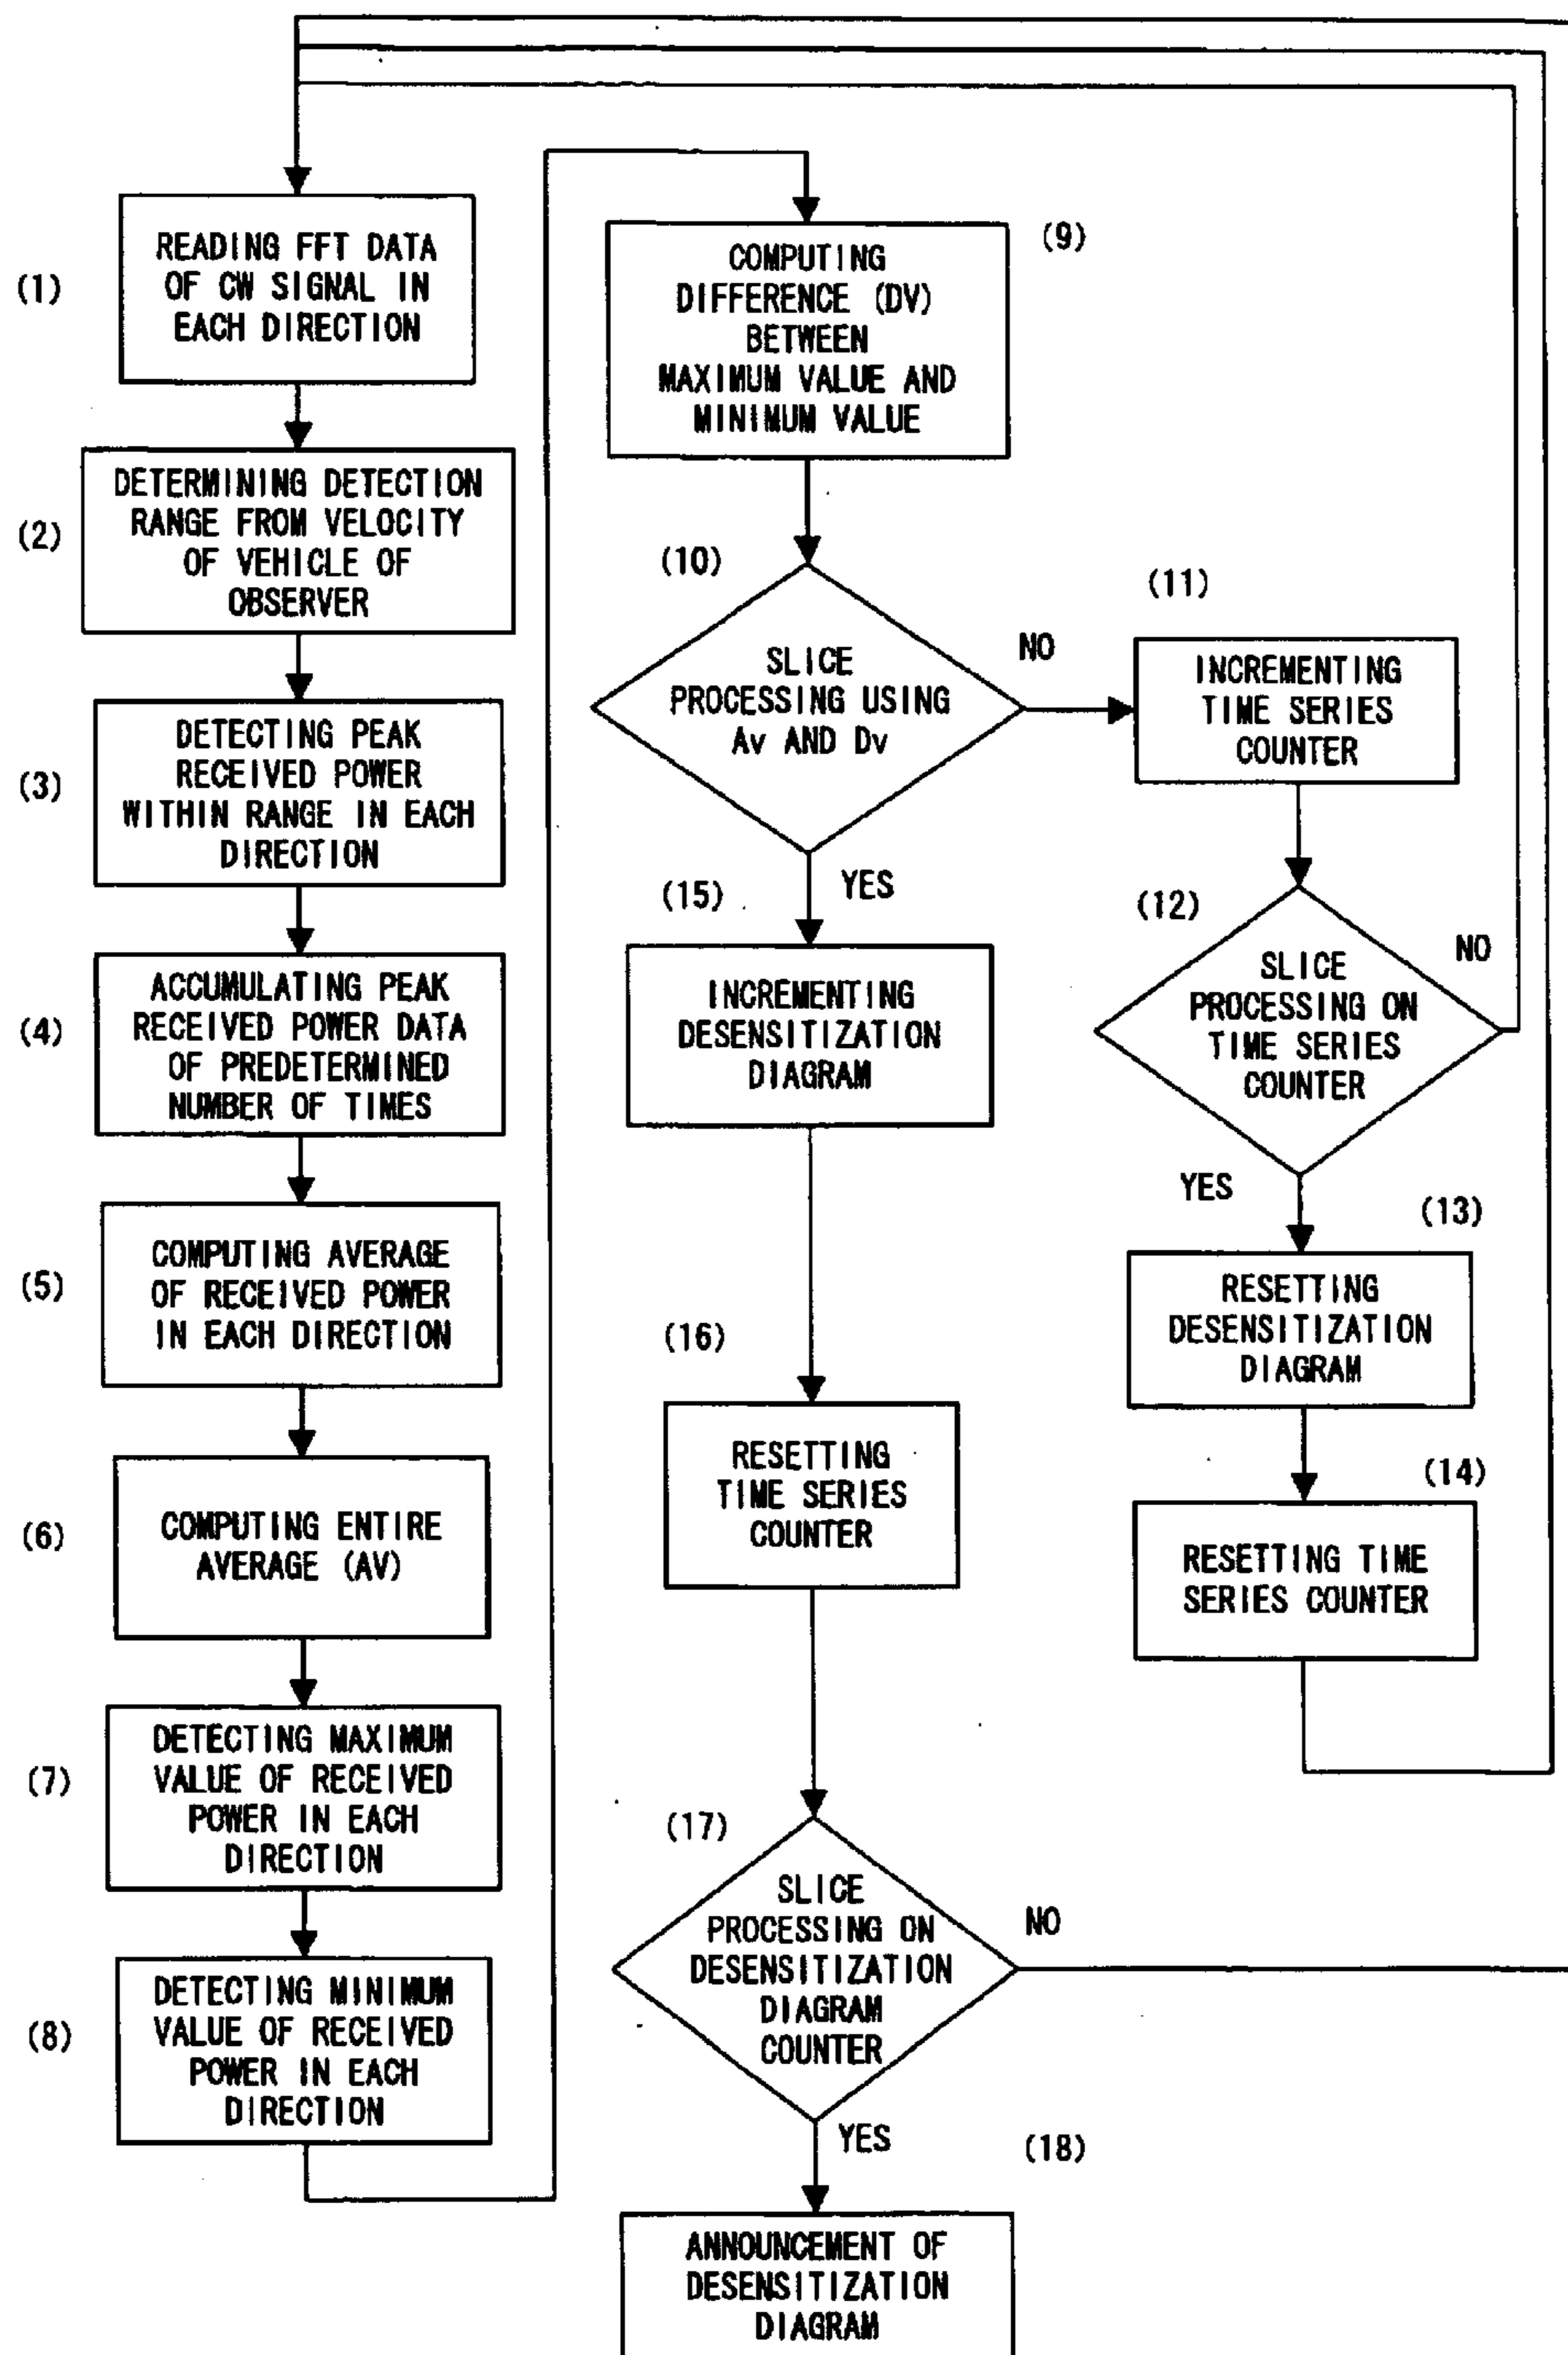 (1)
READING FFT DATA
OF CW SIGNAL IN
EACH DIRECTION
(2)
DETERMINING DETECTION
RANGE FROM VELOCITY
OF VEHICLE OF
OBSERVER
(3)
DETECTING PEAK
RECEIVED POWER
WITHIN RANGE IN EACH
DIRECTION
(4)
ACCUMULATING PEAK
RECEIVED POWER DATA
OF PREDETERMINED
NUMBER OF TIMES
(5)
COMPUTING AVERAGE
OF RECEIVED POWER
IN EACH DIRECTION
(6)
COMPUTING ENTIRE
AVERAGE (AV)
(7)
DETECTING MAXIMUM
VALUE OF RECEIVED
POWER IN EACH
DIRECTION
(8)
DETECTING MINIMUM
VALUE OF RECEIVED
POWER IN EACH
DIRECTION
(9)
COMPUTING
DIFFERENCE (DV)
BETWEEN
MAXIMUM VALUE AND
MINIMUM VALUE
(10)
SLICE
PROCESSING USING
Av AND Dv
NO
YES
(11)
INCREMENTING
TIME SERIES
COUNTER
(12)
SLICE
PROCESSING ON
TIME SERIES
COUNTER
NO
YES
(13)
RESETTING
DESENSITIZATION
DIAGRAM
(14)
RESETTING TIME
SERIES COUNTER
(15)
INCREMENTING
DESENSITIZATION
DIAGRAM
(16)
RESETTING
TIME SERIES
COUNTER
(17)
SLICE
PROCESSING ON
DESENSITIZATION
DIAGRAM
COUNTER
NO
YES
(18)
ANNOUNCEMENT OF
DESENSITIZATION
DIAGRAM